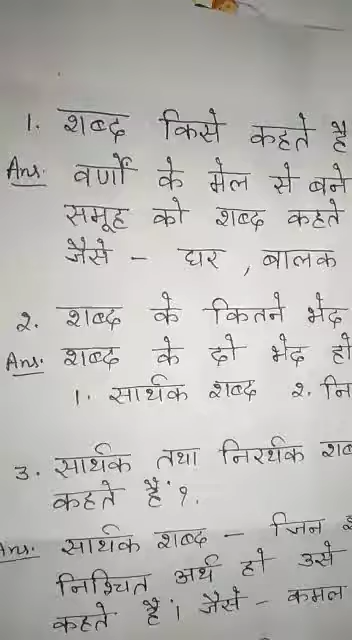 1. शब्द किसे कहते है
Ans. वर्णों के मेल से बने
समूह को शब्द कहते
जैसे - घर , बालक
2. शब्द के कितने भेद
Ans. शब्द के दो भेद हो
1. सार्थक शब्द 2. नि
3. सार्थक तथा निरर्थक शब
कहते हैं ?.
Ans. सार्थक शब्द - जिन
निश्चित अर्थ हो उसे
कहते हैं। जैसे - कमल